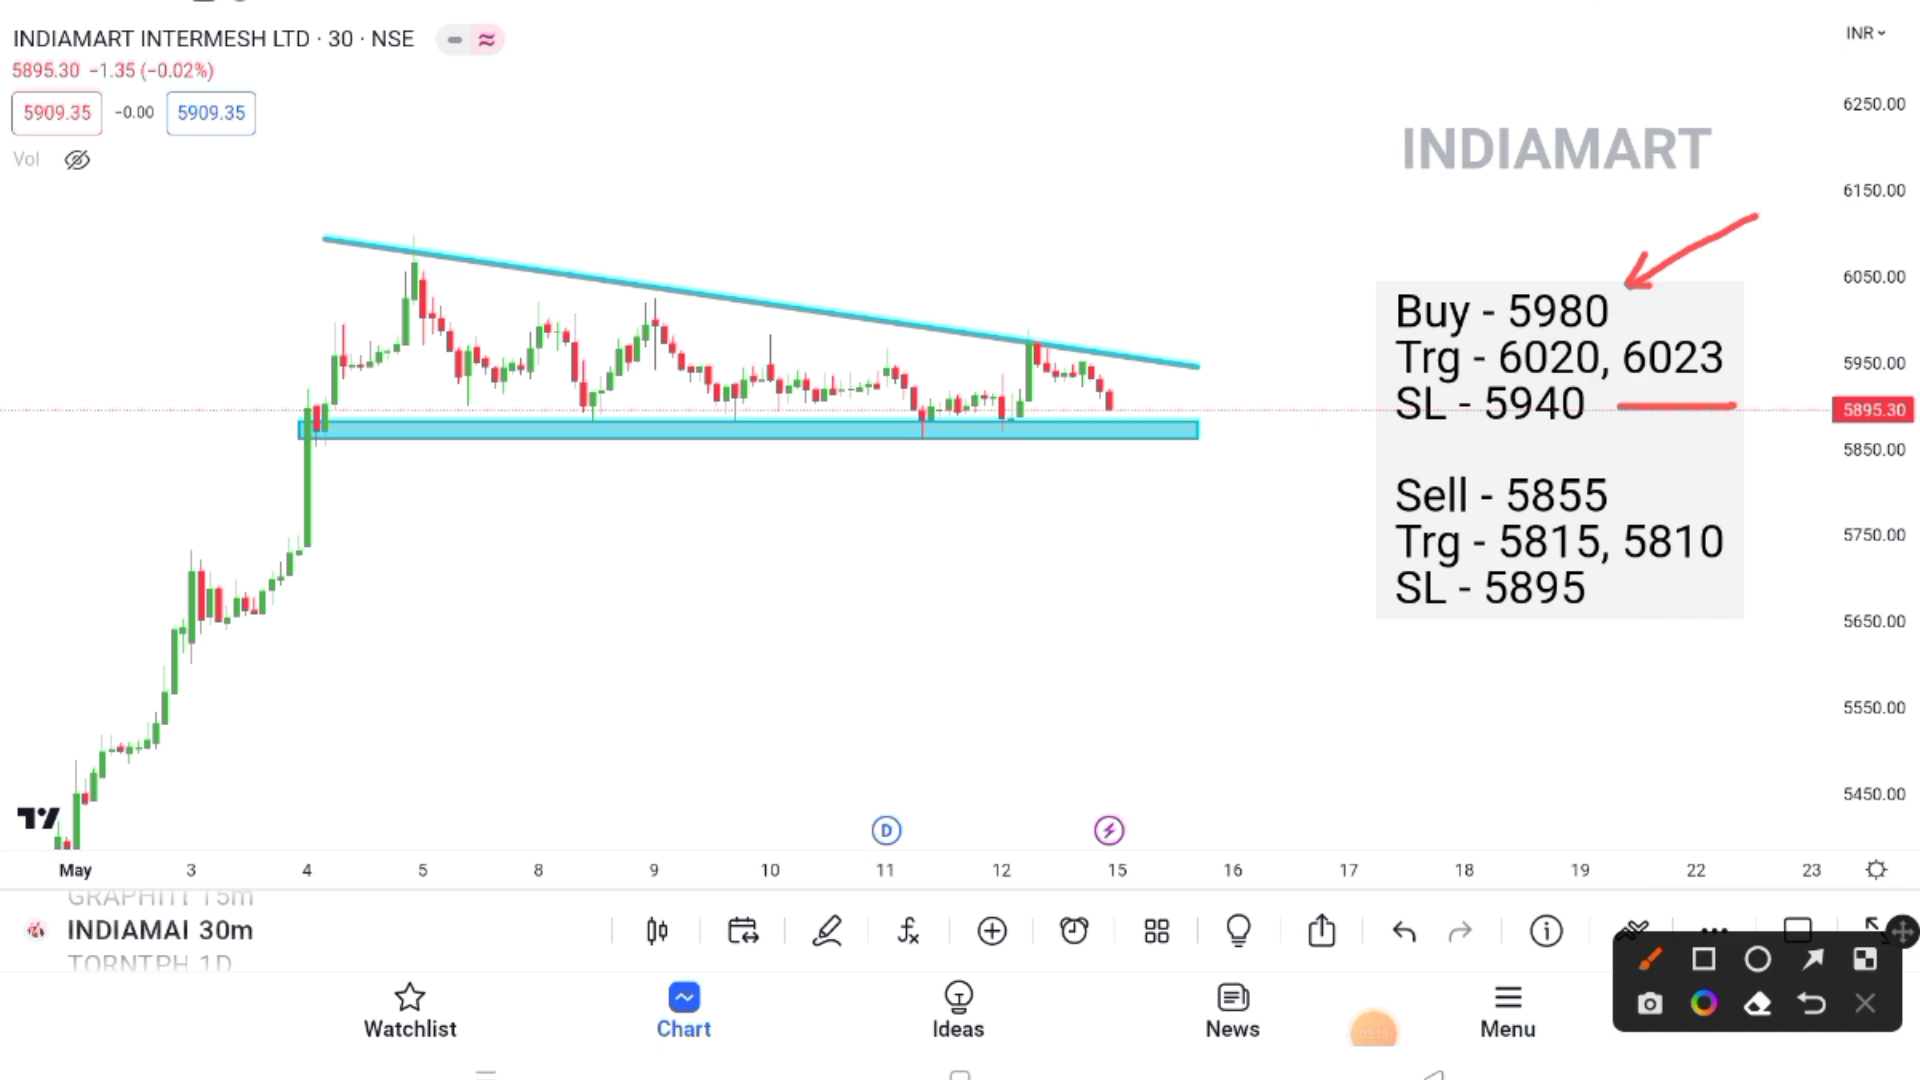 INDIAMART INTERMESH LTD · 30 · NSE
INR
5895.30 −1.35 (−0.02%)
5909.35 −0.00 5909.35
Vol
6250.00
INDIAMART
6150.00
6050.00
Buy - 5980
Trg - 6020, 6023
5950.00
SL - 5940
5895.30
5850.00
Sell - 5855
Trg - 5815, 5810
5750.00
SL - 5895
5650.00
5550.00
5450.00
D
May 3 4 5 8 9 10 11 12 15 16 17 18 19 22 23
GRAPHITE 15m
INDIAMAI 30m
TORNTPH 1D
Watchlist Chart Ideas News Menu